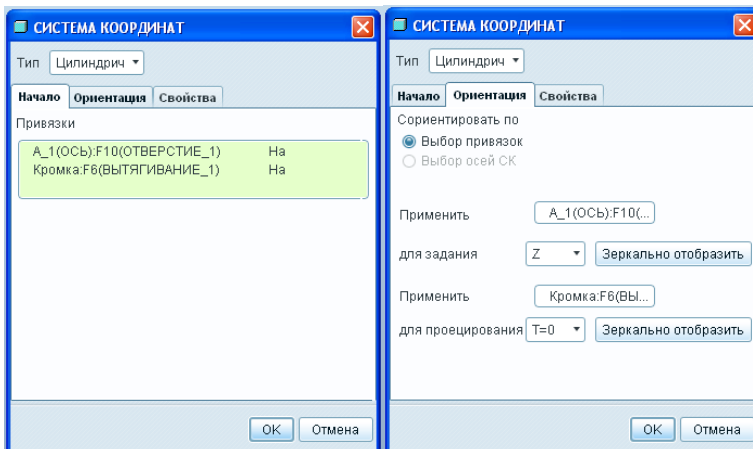 СИСТЕМА КООРДИНАТ
Тип Цилиндрич
Начало Ориентация Свойства
Привязки
А_1(ОСЬ):F10(ОТВЕРСТИЕ_1) На
Кромка:F6(ВЫТЯГИВАНИЕ_1) На
OK Отмена
СИСТЕМА КООРДИНАТ
Тип Цилиндрич
Начало Ориентация Свойства
Сориентировать по
Выбор привязок
Выбор осей СК
Применить А_1(ОСЬ):F10(...
для задания Z Зеркально отобразить
Применить Кромка:F6(ВЫ...
для проецирования T=0 Зеркально отобразить
OK Отмена